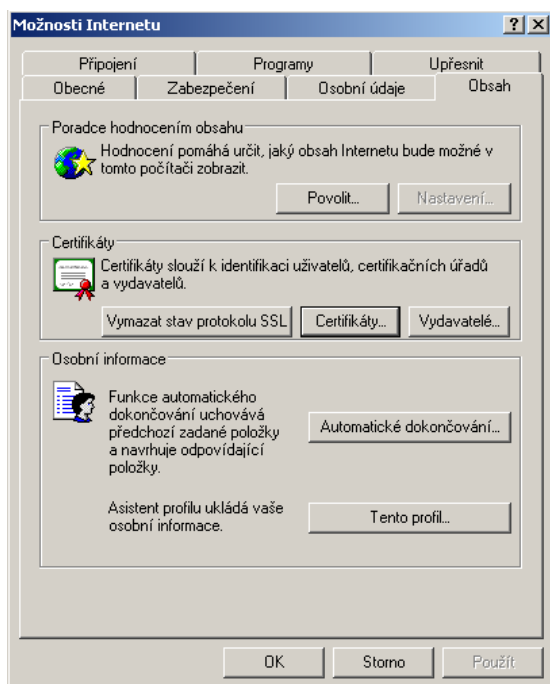 Možnosti Internetu
Připojení Programy Upřesnit
Obecné Zabezpečení Osobní údaje Obsah
Poradce hodnocením obsahu
Hodnocení pomáhá určit, jaký obsah Internetu bude možné v
tomto počítači zobrazit.
Povolit... Nastavení...
Certifikáty
Certifikáty slouží k identifikaci uživatelů, certifikačních úřadů
a vydavatelů.
Vymazat stav protokolu SSL Certifikáty... Vydavatelé...
Osobní informace
Funkce automatického
dokončování uchovává
předchozí zadané položky
a navrhuje odpovídající
položky.
Automatické dokončování...
Asistent profilu ukládá vaše
osobní informace.
Tento profil...
OK Storno Použít